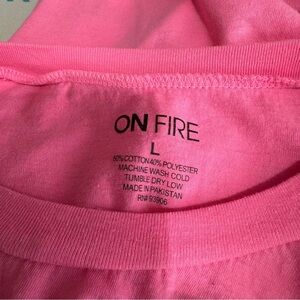 ON FIRE
L
60% COTTON 40% POLYESTER
MACHINE WASH COLD
TUMBLE DRY LOW
MADE IN PAKISTAN
RN# 93906